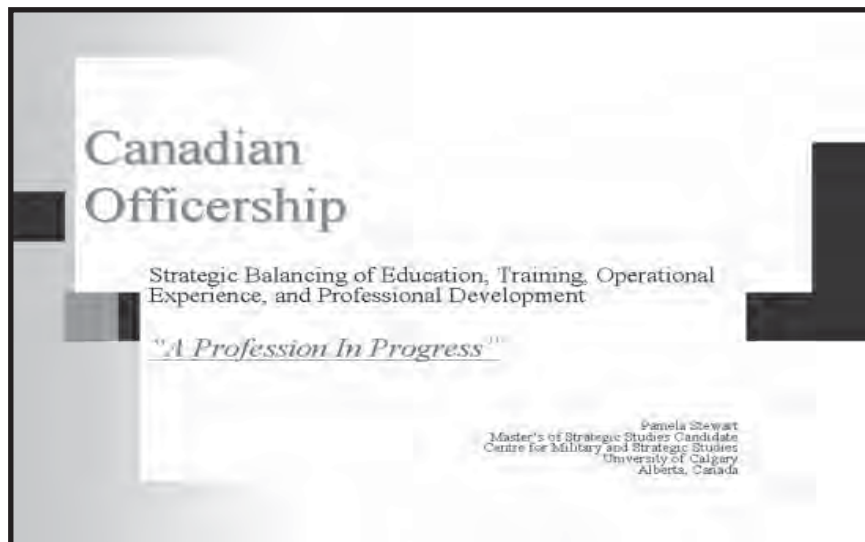 Canadian
Officership
Strategic Balancing of Education, Training, Operational
Experience, and Professional Development
"A Profession In Progress"
Pamela Stewart
Master's of Strategic Studies Candidate
Centre for Military and Strategic Studies
University of Calgary
Alberta, Canada